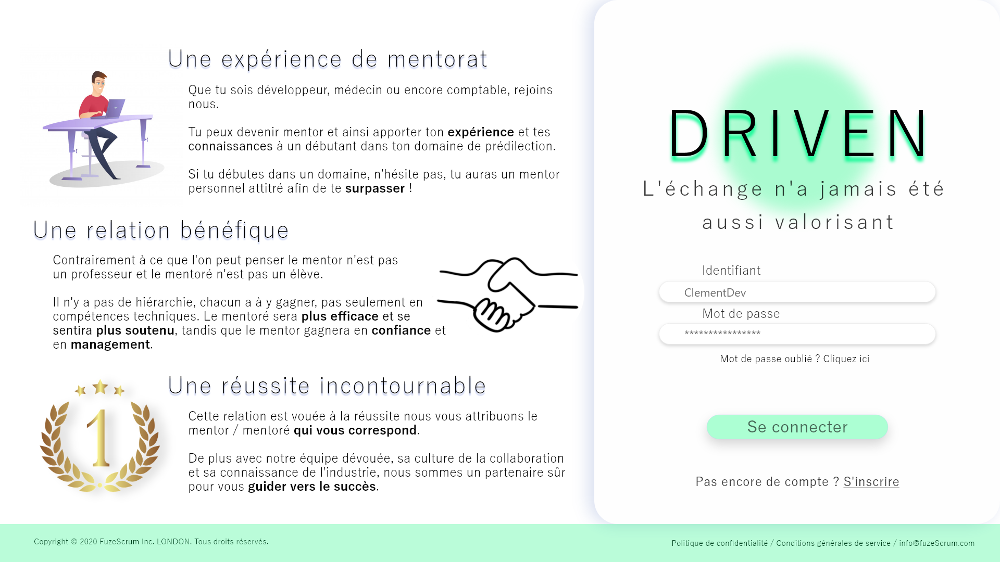 Une expérience de mentorat
Que tu sois développeur, médecin ou encore comptable, rejoins
nous.
Tu peux devenir mentor et ainsi apporter ton expérience et tes
connaissances à un débutant dans ton domaine de prédilection.
Si tu débutes dans un domaine, n'hésite pas, tu auras un mentor
personnel attitré afin de te surpasser !
Une relation bénéfique
Contrairement à ce que l'on peut penser le mentor n'est pas
un professeur et le mentoré n'est pas un élève.
Il n'y a pas de hiérarchie, chacun a à y gagner, pas seulement en
compétences techniques. Le mentoré sera plus efficace et se
sentira plus soutenu, tandis que le mentor gagnera en confiance et
en management.
1
Une réussite incontournable
Cette relation est vouée à la réussite nous vous attribuons le
mentor / mentoré qui vous correspond.
De plus avec notre équipe dévouée, sa culture de la collaboration
et sa connaissance de l'industrie, nous sommes un partenaire sûr
pour vous guider vers le succès.
DRIVEN
L'échange n'a jamais été
aussi valorisant
Identifiant
ClementDev
Mot de passe
****************
Mot de passe oublié ? Cliquez ici
Se connecter
Pas encore de compte ? S'inscrire
Copyright © 2020 FuzeScrum Inc. LONDON. Tous droits réservés.
Politique de confidentialité / Conditions générales de service / info@fuzeScrum.com